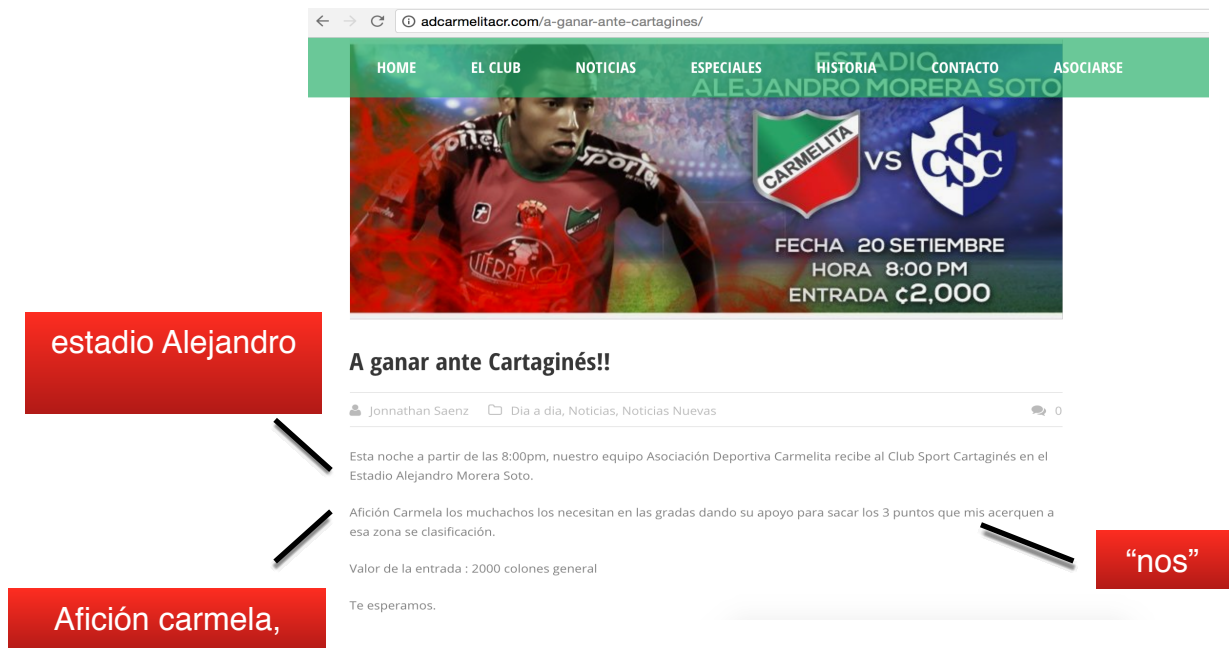 adcarmelitacr.com/a-ganar-ante-cartagines/
HOME EL CLUB NOTICIAS ESPECIALES HISTORIA CONTACTO ASOCIARSE
ESTADIO
ALEJANDRO MORERA SOTO
Sporter Sporter
CARMELITA VS CSC
TIERRASOL
FECHA 20 SETIEMBRE
HORA 8:00 PM
ENTRADA ¢2,000
estadio Alejandro
A ganar ante Cartaginés!!
Jonnathan Saenz Dia a dia, Noticias, Noticias Nuevas 0
Esta noche a partir de las 8:00pm, nuestro equipo Asociación Deportiva Carmelita recibe al Club Sport Cartaginés en el
Estadio Alejandro Morera Soto.
Afición Carmela los muchachos los necesitan en las gradas dando su apoyo para sacar los 3 puntos que mis acerquen a
esa zona se clasificación.
“nos”
Valor de la entrada : 2000 colones general
Te esperamos.
Afición carmela,